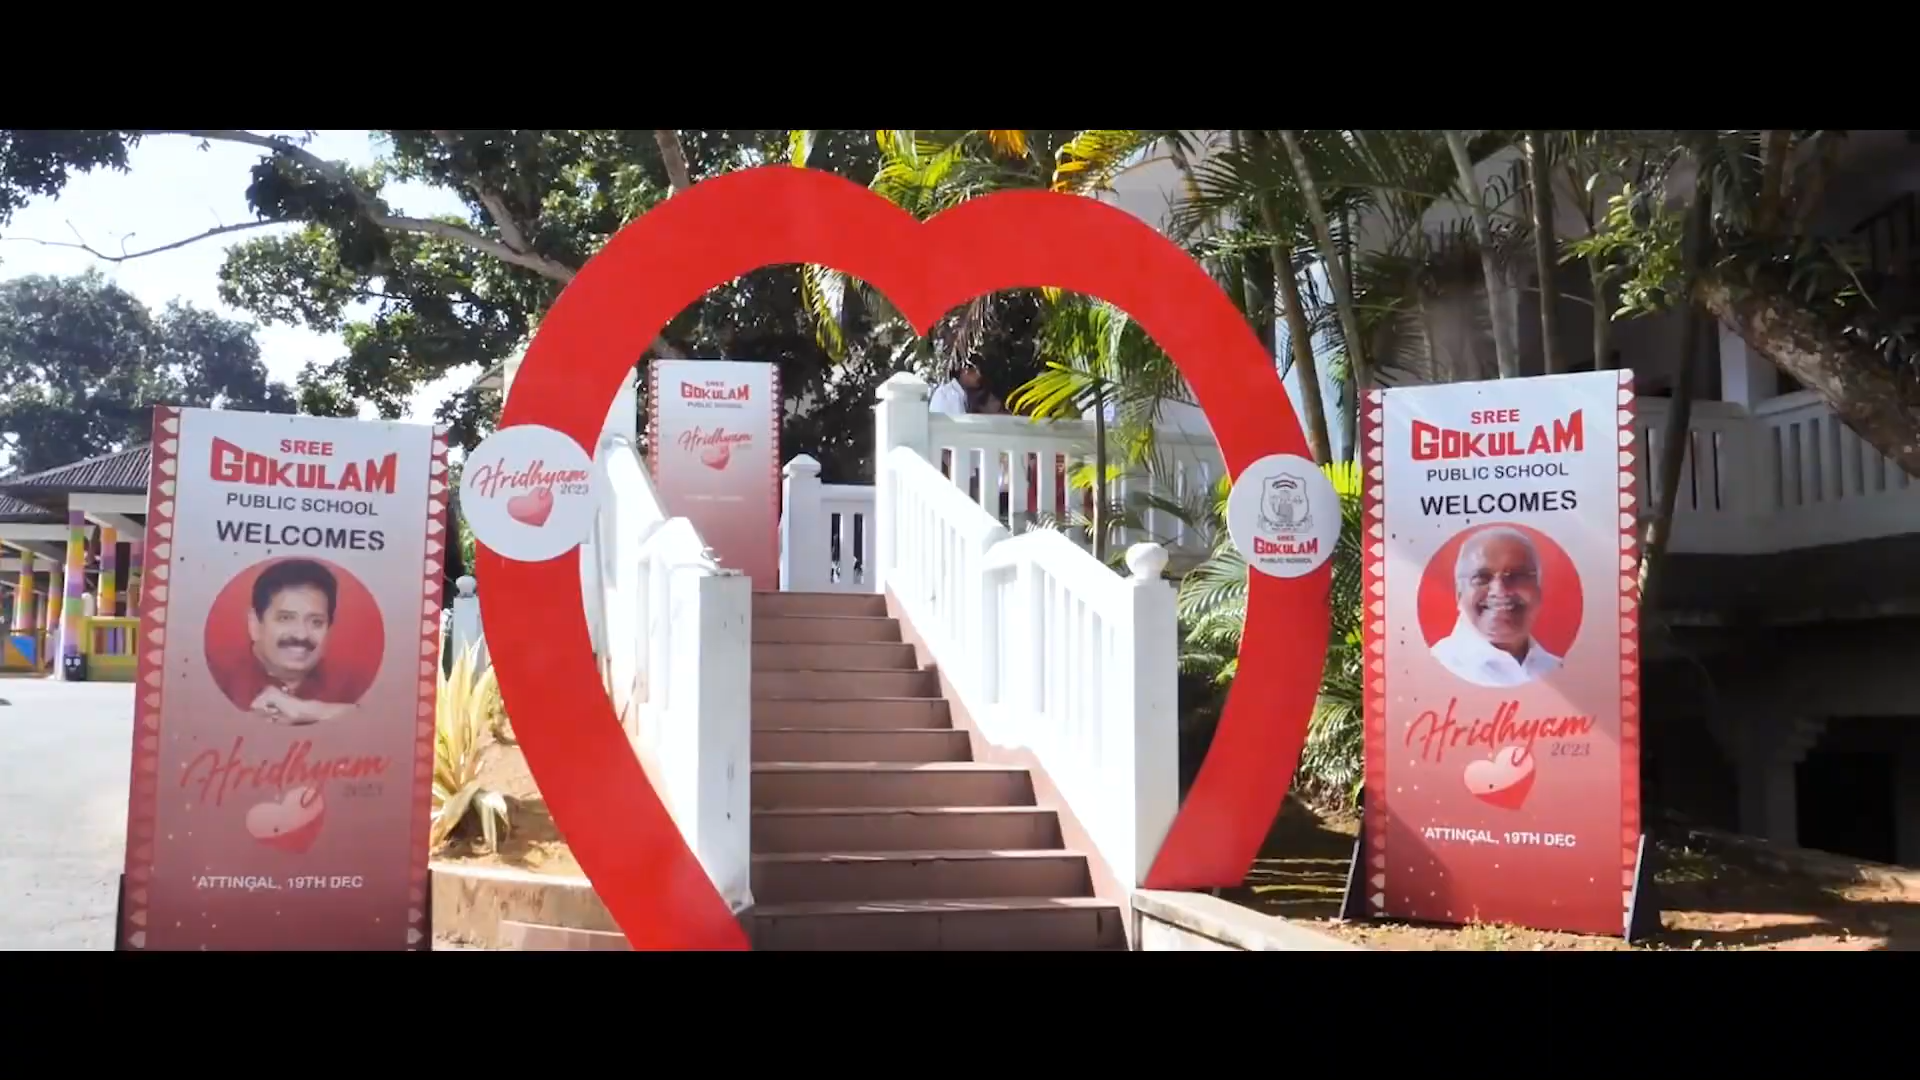 SREE
GOKULAM
PUBLIC SCHOOL
WELCOMES
Hridhyam
2023
ATTINGAL, 19TH DEC
Hridhyam
2023
SREE
GOKULAM
PUBLIC SCHOOL
Hridhyam
SREE
GOKULAM
PUBLIC SCHOOL
SREE
GOKULAM
PUBLIC SCHOOL
WELCOMES
Hridhyam
2023
ATTINGAL, 19TH DEC